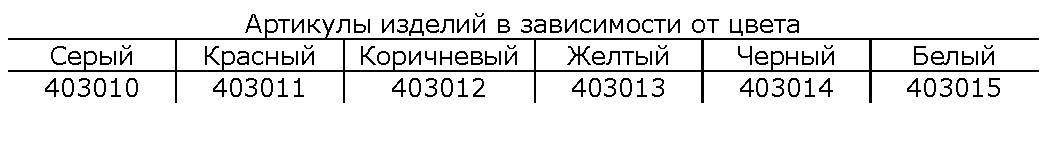 Артикулы изделий в зависимости от цвета
Серый Красный Коричневый Желтый Черный Белый
403010 403011 403012 403013 403014 403015